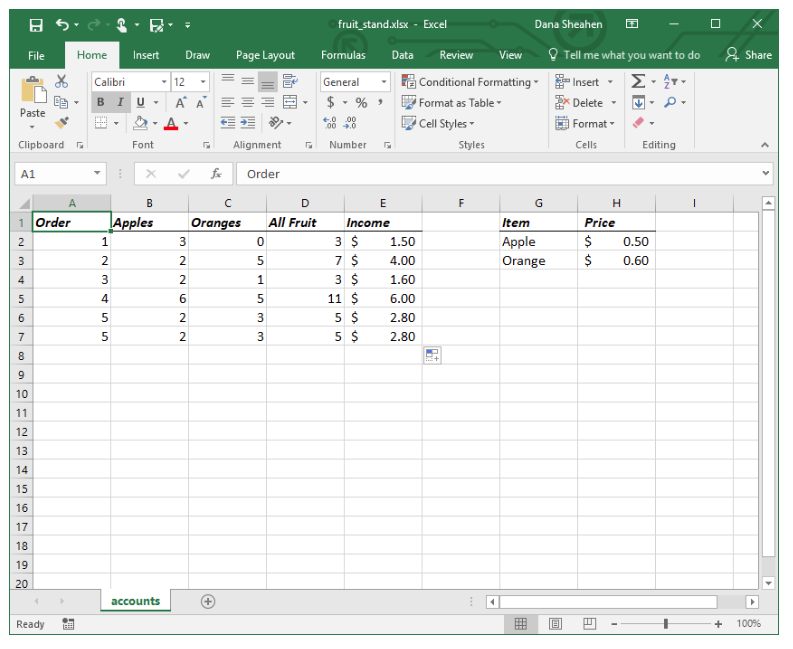 fruit_stand.xlsx - Excel Dana Sheahen
File Home Insert Draw Page Layout Formulas Data Review View Tell me what you want to do Share
Calibri 12 General Conditional Formatting Insert
Paste B I U A A $ % , Format as Table Delete
A .00 .00 Cell Styles Format
Clipboard Font Alignment Number Styles Cells Editing
A1 fx Order
A B C D E F G H I
1 Order Apples Oranges All Fruit Income Item Price
2 1 3 0 3 $ 1.50 Apple $ 0.50
3 2 2 5 7 $ 4.00 Orange $ 0.60
4 3 2 1 3 $ 1.60
5 4 6 5 11 $ 6.00
6 5 2 3 5 $ 2.80
7 5 2 3 5 $ 2.80
8
9
10
11
12
13
14
15
16
17
18
19
20
accounts
Ready 100%